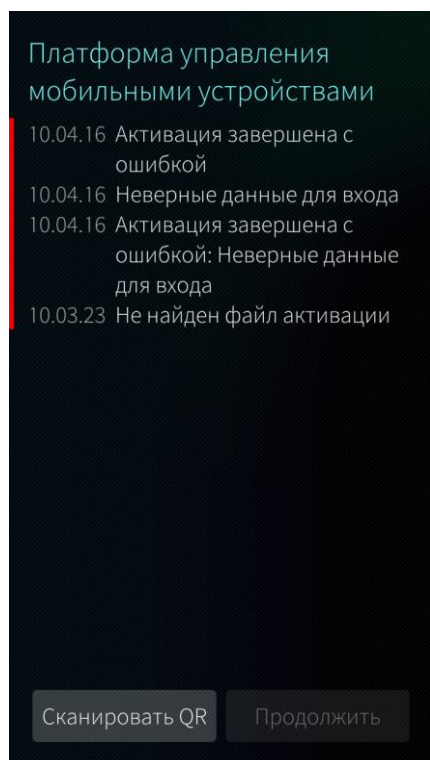 Платформа управления
мобильными устройствами
10.04.16 Активация завершена с
ошибкой
10.04.16 Неверные данные для входа
10.04.16 Активация завершена с
ошибкой: Неверные данные
для входа
10.03.23 Не найден файл активации
Сканировать QR Продолжить